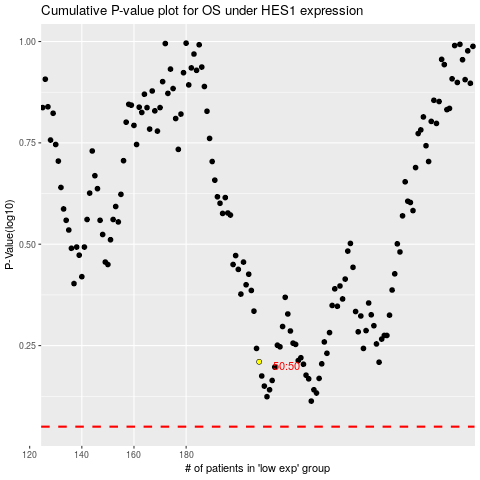 Cumulative P-value plot for OS under HES1 expression
P-Value(log10)
1.00
0.75
0.50
0.25
50:50
120 140 160 180
# of patients in 'low exp' group